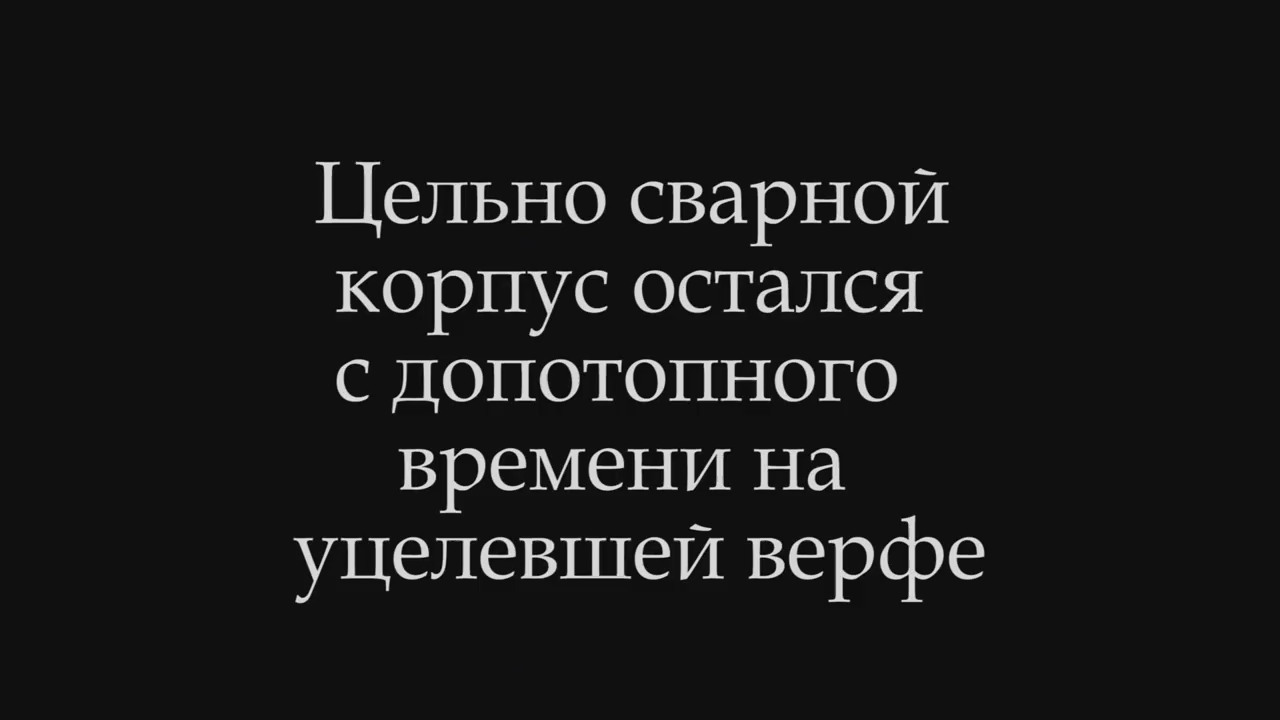 Цельно сварной
корпус остался
с допотопного
времени на
уцелевшей верфе